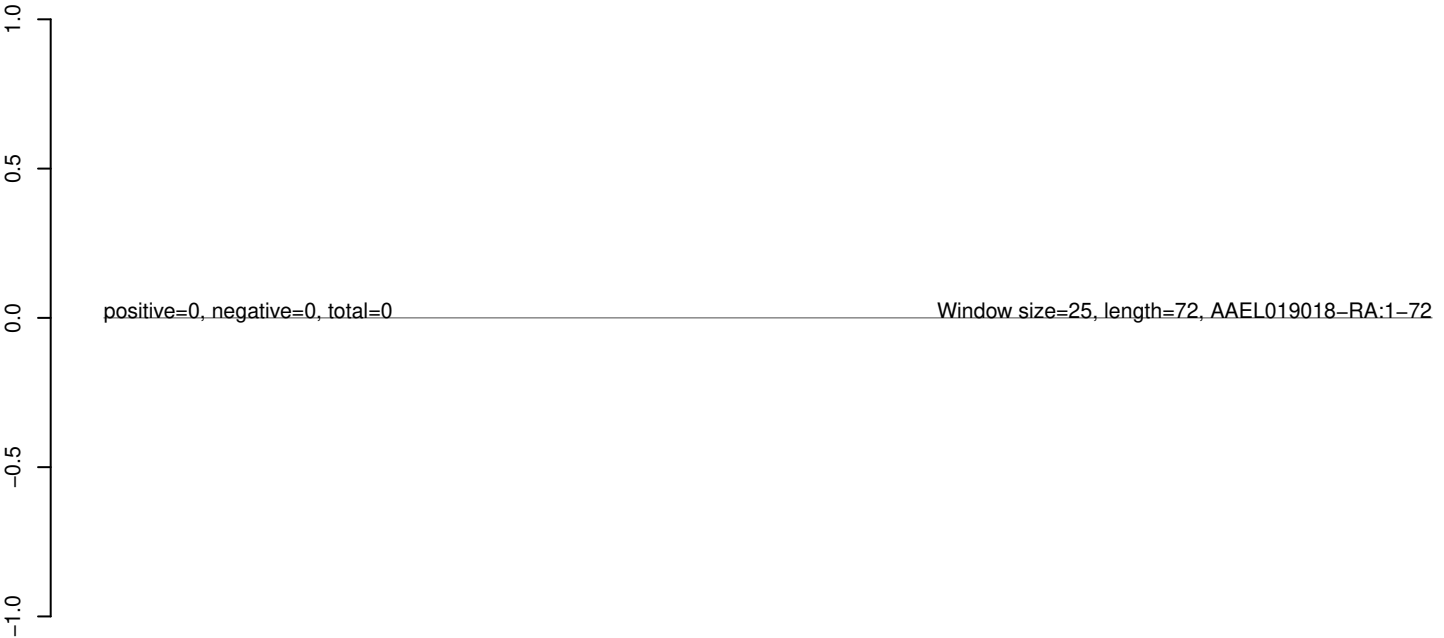 1.0
0.5
0.0
positive=0, negative=0, total=0
Window size=25, length=72, AAEL019018−RA:1−72
−0.5
−1.0